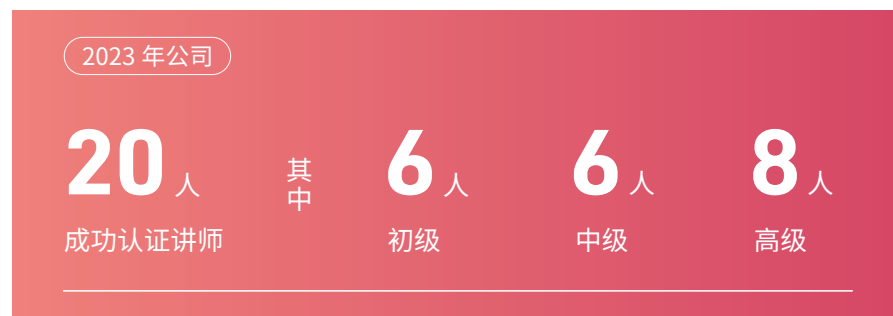 2023 年公司
20 人 其中 6 人 6 人 8 人
成功认证讲师 初级 中级 高级